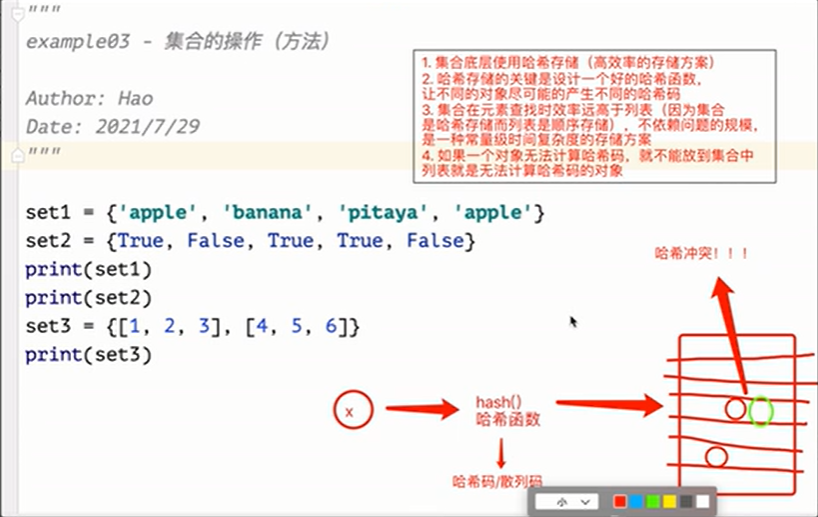 """
example03 - 集合的操作（方法）
Author: Hao
Date: 2021/7/29
"""
1. 集合底层使用哈希存储（高效率的存储方案）
2. 哈希存储的关键是设计一个好的哈希函数，
让不同的对象尽可能的产生不同的哈希码
3. 集合在元素查找时效率远高于列表（因为集合
是哈希存储而列表是顺序存储），不依赖问题的规模，
是一种常量级时间复杂度的存储方案
4. 如果一个对象无法计算哈希码，就不能放到集合中
列表就是无法计算哈希码的对象
set1 = {'apple', 'banana', 'pitaya', 'apple'}
set2 = {True, False, True, True, False}
print(set1)
print(set2)
set3 = {[1, 2, 3], [4, 5, 6]}
print(set3)
哈希冲突！！！
x
hash()
哈希函数
哈希码/散列码
小